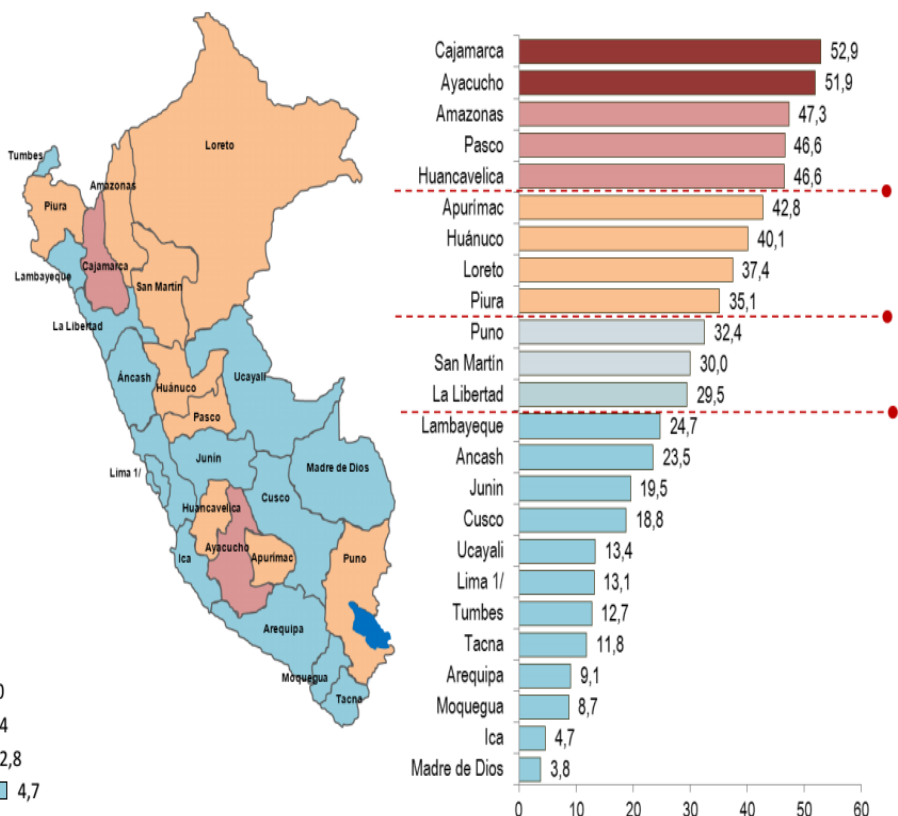 Loreto
Tumbes
Amazonas
Piura
Cajamarca
Lambayeque
San Martín
La Libertad
Áncash
Huánuco
Ucayali
Pasco
Junín
Lima 1/
Madre de Dios
Cusco
Huancavelica
Ayacucho
Apurímac
Ica
Puno
Arequipa
Moquegua
Tacna
0
4
2,8
4,7
Cajamarca 52,9
Ayacucho 51,9
Amazonas 47,3
Pasco 46,6
Huancavelica 46,6
Apurímac 42,8
Huánuco 40,1
Loreto 37,4
Piura 35,1
Puno 32,4
San Martín 30,0
La Libertad 29,5
Lambayeque 24,7
Ancash 23,5
Junin 19,5
Cusco 18,8
Ucayali 13,4
Lima 1/ 13,1
Tumbes 12,7
Tacna 11,8
Arequipa 9,1
Moquegua 8,7
Ica 4,7
Madre de Dios 3,8
0 10 20 30 40 50 60